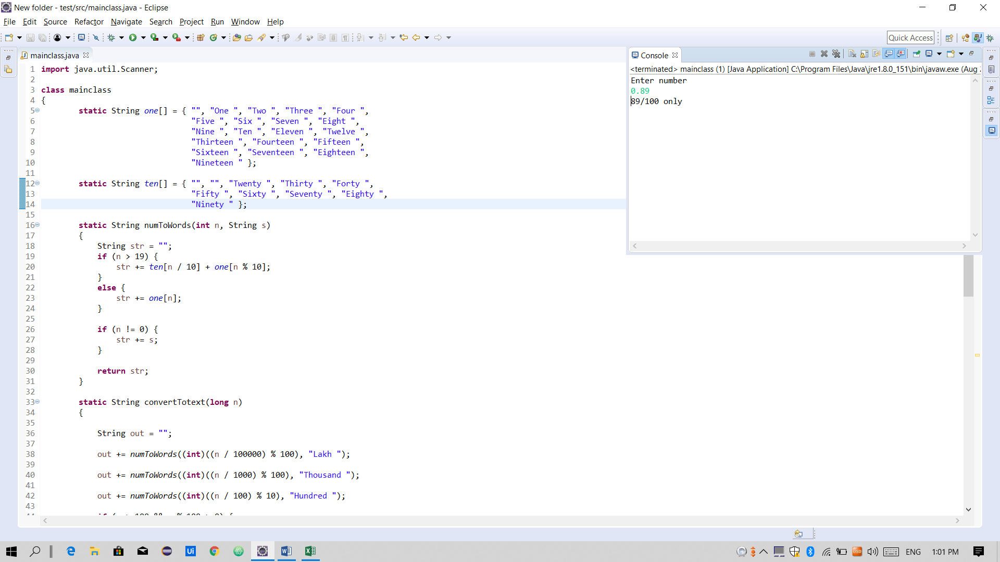 New folder - test/src/mainclass.java - Eclipse
File Edit Source Refactor Navigate Search Project Run Window Help
Quick Access
mainclass.java
1 import java.util.Scanner;
2
3 class mainclass
4 {
5 static String one[] = { "", "One ", "Two ", "Three ", "Four ",
6 "Five ", "Six ", "Seven ", "Eight ",
7 "Nine ", "Ten ", "Eleven ", "Twelve ",
8 "Thirteen ", "Fourteen ", "Fifteen ",
9 "Sixteen ", "Seventeen ", "Eighteen ",
10 "Nineteen " };
11
12 static String ten[] = { "", "", "Twenty ", "Thirty ", "Forty ",
13 "Fifty ", "Sixty ", "Seventy ", "Eighty ",
14 "Ninety " };
15
16 static String numToWords(int n, String s)
17 {
18 String str = "";
19 if (n > 19) {
20 str += ten[n / 10] + one[n % 10];
21 }
22 else {
23 str += one[n];
24 }
25
26 if (n != 0) {
27 str += s;
28 }
29
30 return str;
31 }
32
33 static String convertTotext(long n)
34 {
35
36 String out = "";
37
38 out += numToWords((int)((n / 100000) % 100), "Lakh ");
39
40 out += numToWords((int)((n / 1000) % 100), "Thousand ");
41
42 out += numToWords((int)((n / 100) % 10), "Hundred ");
43
Console
<terminated> mainclass (1) [Java Application] C:\Program Files\Java\jre1.8.0_151\bin\javaw.exe (Aug
Enter number
0.89
89/100 only
Ui
OSD
ENG
1:01 PM